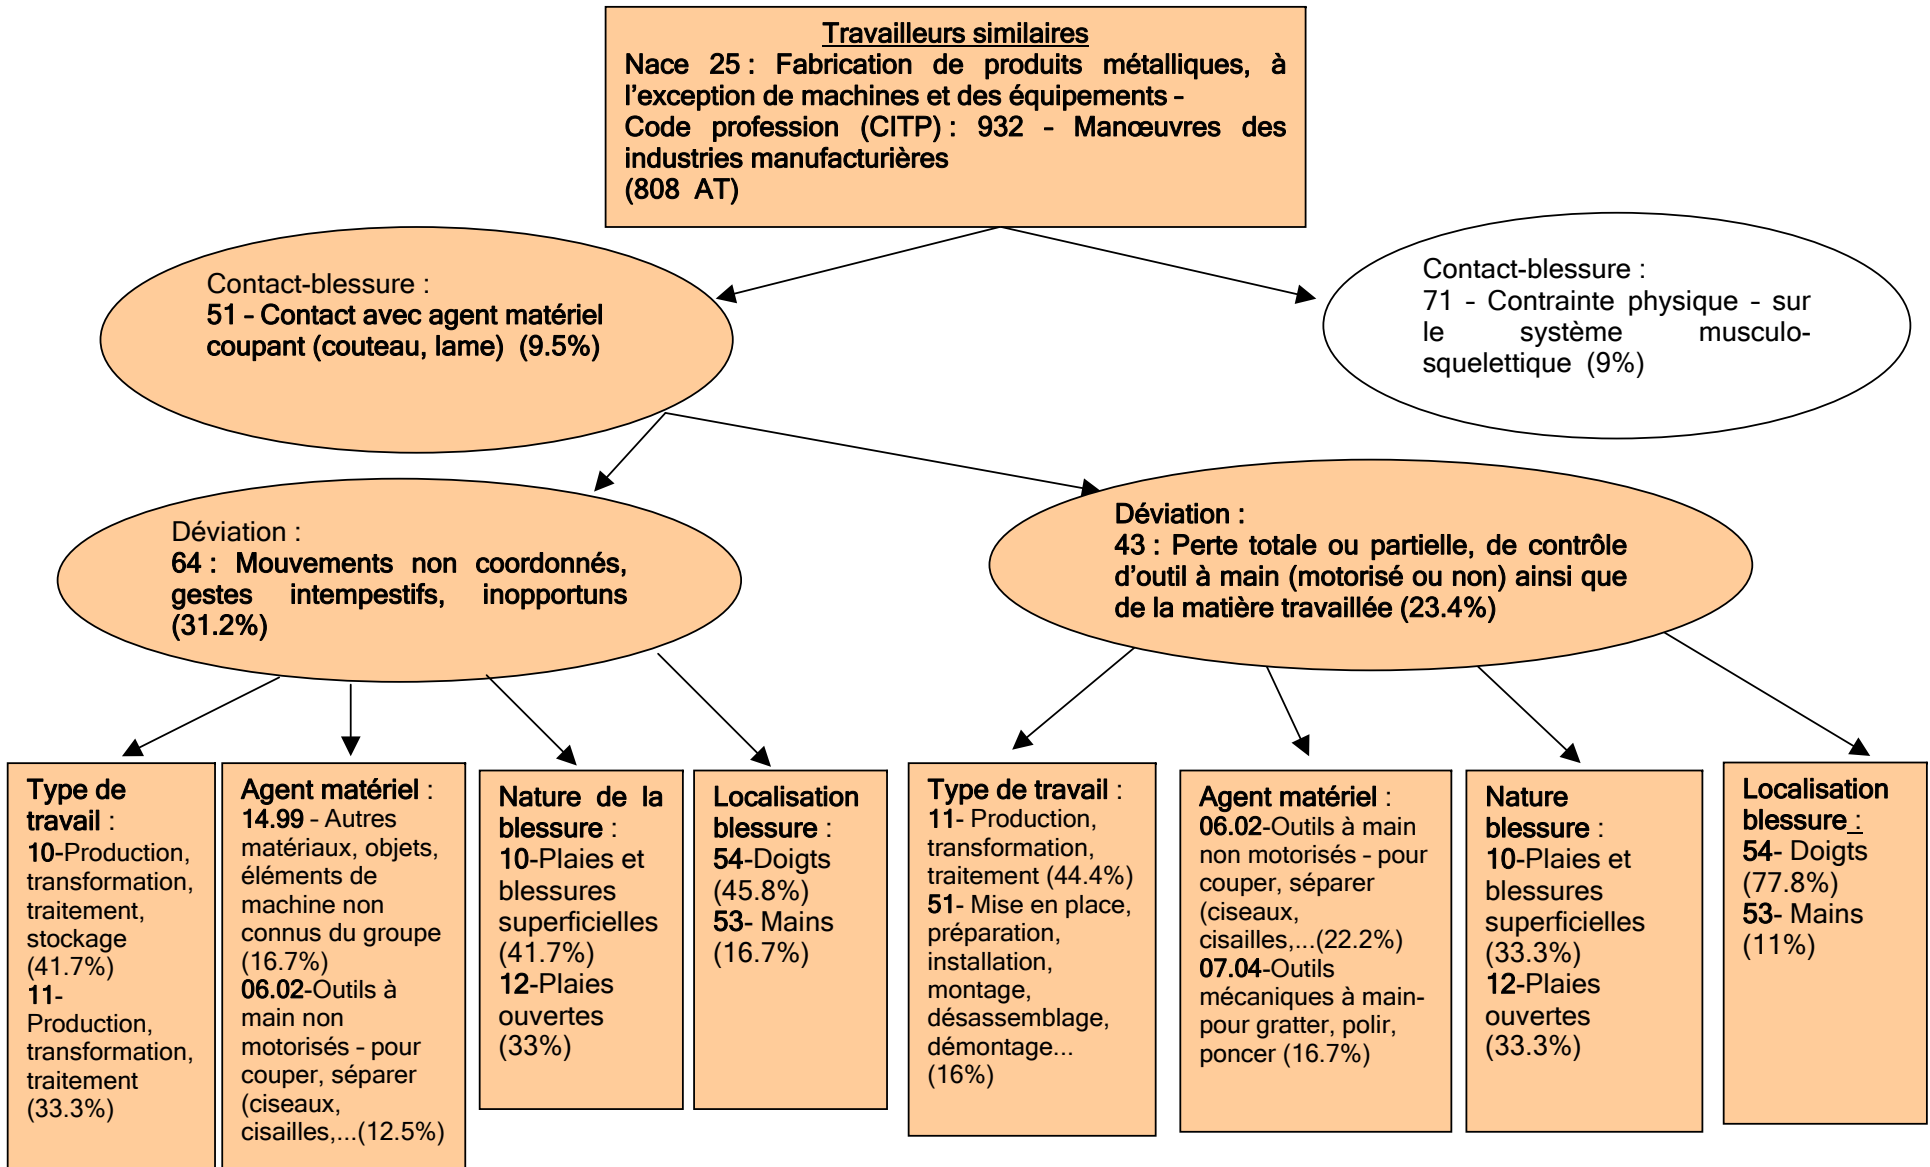 Travailleurs similaires
Nace 25 : Fabrication de produits métalliques, à
l'exception de machines et des équipements –
Code profession (CITP) : 932 – Manœuvres des
industries manufacturières
(808 AT)
Contact-blessure :
51 – Contact avec agent matériel
coupant (couteau, lame) (9.5%)
Contact-blessure :
71 – Contrainte physique – sur
le système musculo-
squelettique (9%)
Déviation :
64 : Mouvements non coordonnés,
gestes intempestifs, inopportuns
(31.2%)
Déviation :
43 : Perte totale ou partielle, de contrôle
d'outil à main (motorisé ou non) ainsi que
de la matière travaillée (23.4%)
Type de
travail :
10-Production,
transformation,
traitement,
stockage
(41.7%)
11-
Production,
transformation,
traitement
(33.3%)
Agent matériel :
14.99 – Autres
matériaux, objets,
éléments de
machine non
connus du groupe
(16.7%)
06.02-Outils à
main non
motorisés – pour
couper, séparer
(ciseaux,
cisailles,...(12.5%)
Nature de la
blessure :
10-Plaies et
blessures
superficielles
(41.7%)
12-Plaies
ouvertes
(33%)
Localisation
blessure :
54-Doigts
(45.8%)
53- Mains
(16.7%)
Type de travail :
11- Production,
transformation,
traitement (44.4%)
51- Mise en place,
préparation,
installation,
montage,
désassemblage,
démontage...
(16%)
Agent matériel :
06.02-Outils à main
non motorisés – pour
couper, séparer
(ciseaux,
cisailles,...(22.2%)
07.04-Outils
mécaniques à main-
pour gratter, polir,
poncer (16.7%)
Nature
blessure :
10-Plaies et
blessures
superficielles
(33.3%)
12-Plaies
ouvertes
(33.3%)
Localisation
blessure :
54- Doigts
(77.8%)
53- Mains
(11%)